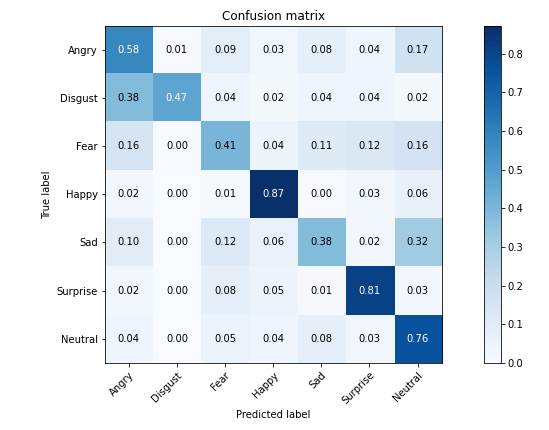 Confusion matrix
Angry 0.58 0.01 0.09 0.03 0.08 0.04 0.17
Disgust 0.38 0.47 0.04 0.02 0.04 0.04 0.02
Fear 0.16 0.00 0.41 0.04 0.11 0.12 0.16
Happy 0.02 0.00 0.01 0.87 0.00 0.03 0.06
Sad 0.10 0.00 0.12 0.06 0.38 0.02 0.32
Surprise 0.02 0.00 0.08 0.05 0.01 0.81 0.03
Neutral 0.04 0.00 0.05 0.04 0.08 0.03 0.76
True label
Angry Disgust Fear Happy Sad Surprise Neutral
Predicted label
0.8
0.7
0.6
0.5
0.4
0.3
0.2
0.1
0.0